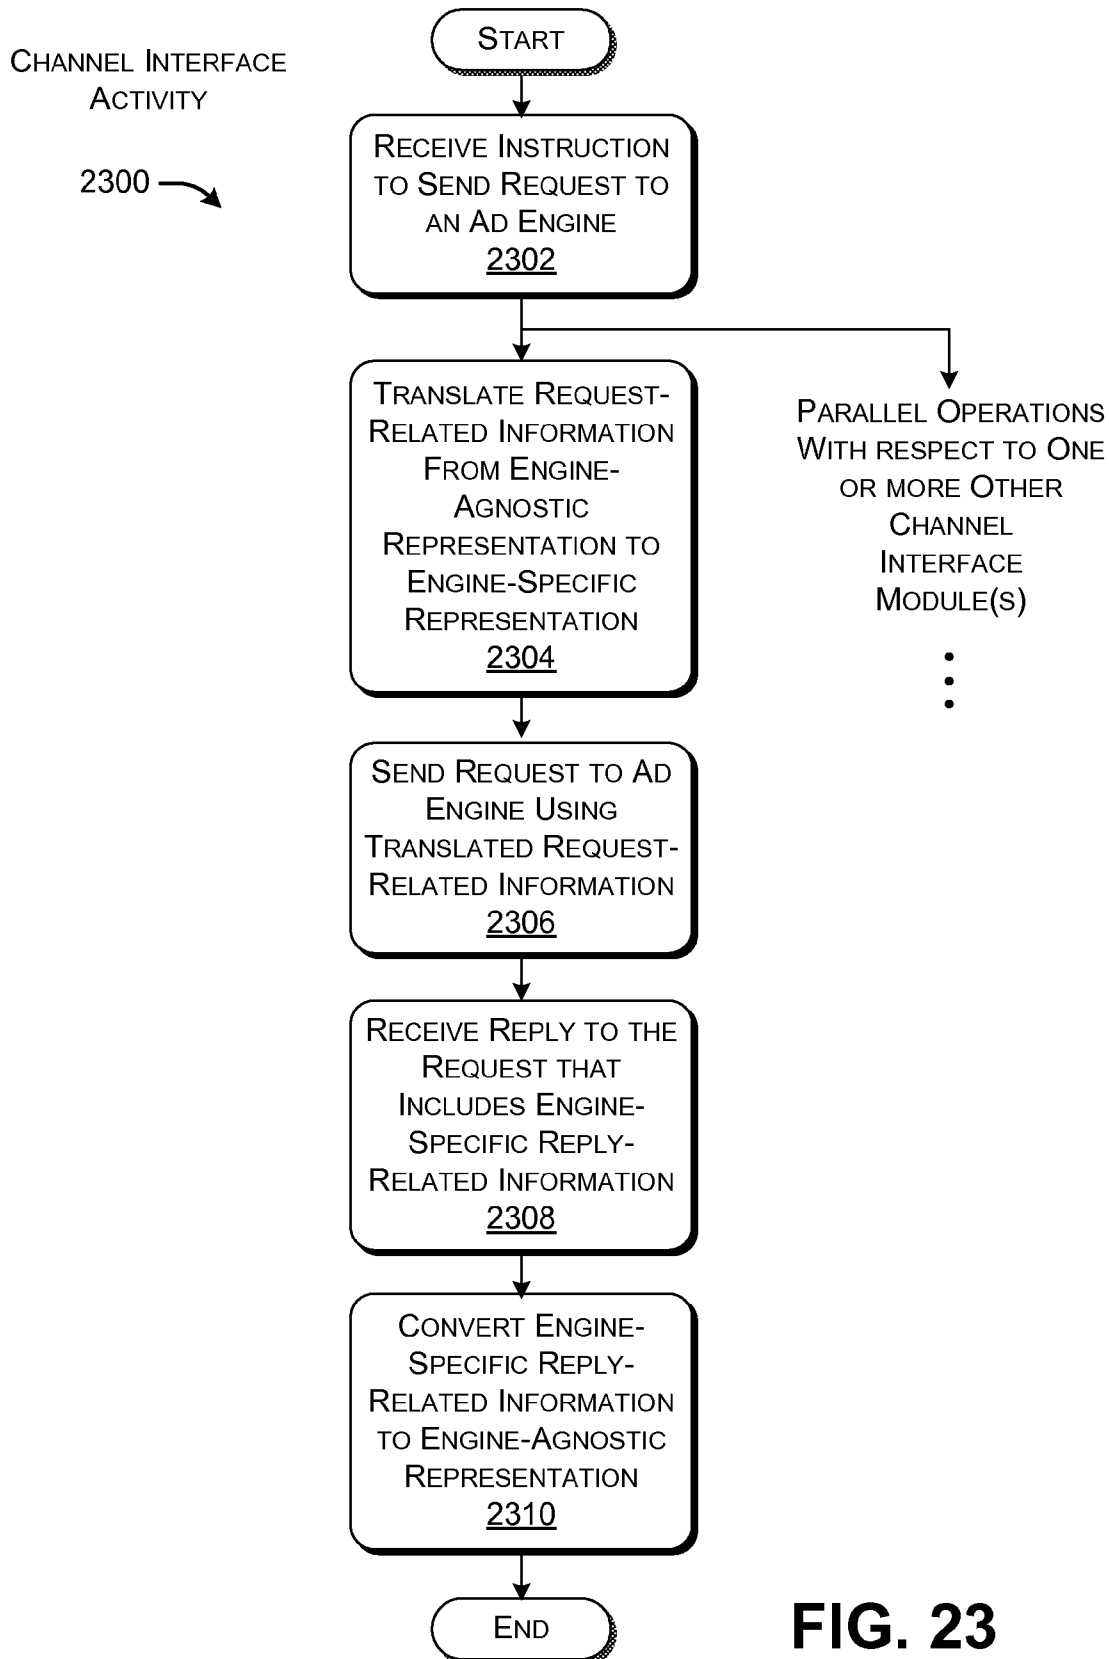 START
CHANNEL INTERFACE
ACTIVITY
2300
RECEIVE INSTRUCTION
TO SEND REQUEST TO
AN AD ENGINE
2302
TRANSLATE REQUEST-
RELATED INFORMATION
FROM ENGINE-
AGNOSTIC
REPRESENTATION TO
ENGINE-SPECIFIC
REPRESENTATION
2304
PARALLEL OPERATIONS
WITH RESPECT TO ONE
OR MORE OTHER
CHANNEL
INTERFACE
MODULE(S)
SEND REQUEST TO AD
ENGINE USING
TRANSLATED REQUEST-
RELATED INFORMATION
2306
RECEIVE REPLY TO THE
REQUEST THAT
INCLUDES ENGINE-
SPECIFIC REPLY-
RELATED INFORMATION
2308
CONVERT ENGINE-
SPECIFIC REPLY-
RELATED INFORMATION
TO ENGINE-AGNOSTIC
REPRESENTATION
2310
END
FIG. 23